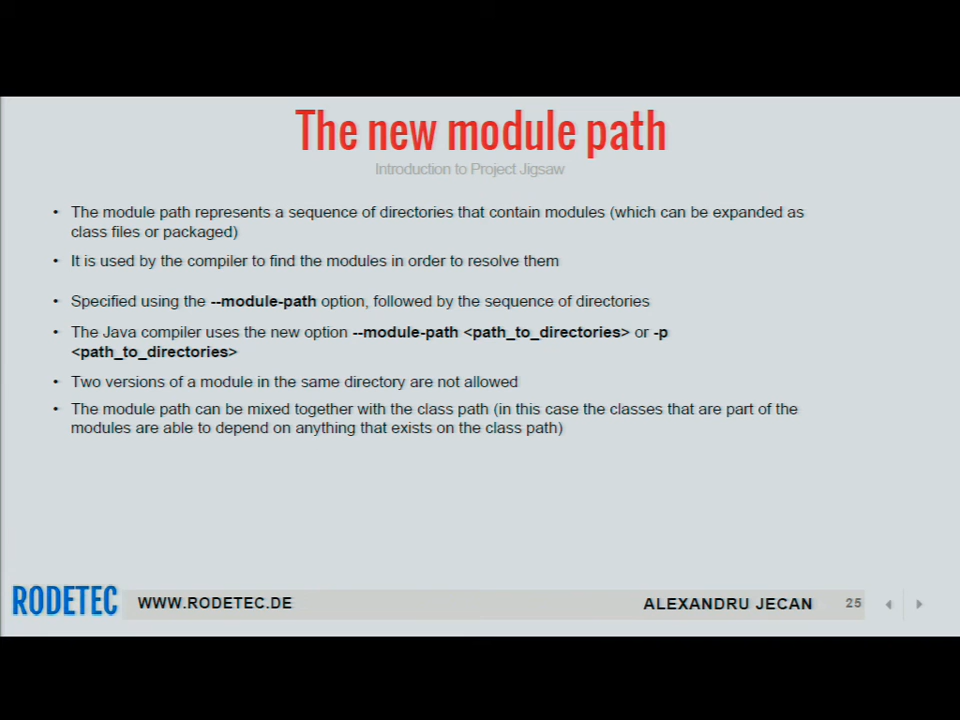 The new module path
Introduction to Project Jigsaw
• The module path represents a sequence of directories that contain modules (which can be expanded as
class files or packaged)
• It is used by the compiler to find the modules in order to resolve them
• Specified using the --module-path option, followed by the sequence of directories
• The Java compiler uses the new option --module-path <path_to_directories> or -p
<path_to_directories>
• Two versions of a module in the same directory are not allowed
• The module path can be mixed together with the class path (in this case the classes that are part of the
modules are able to depend on anything that exists on the class path)
RODETEC WWW.RODETEC.DE ALEXANDRU JECAN 25